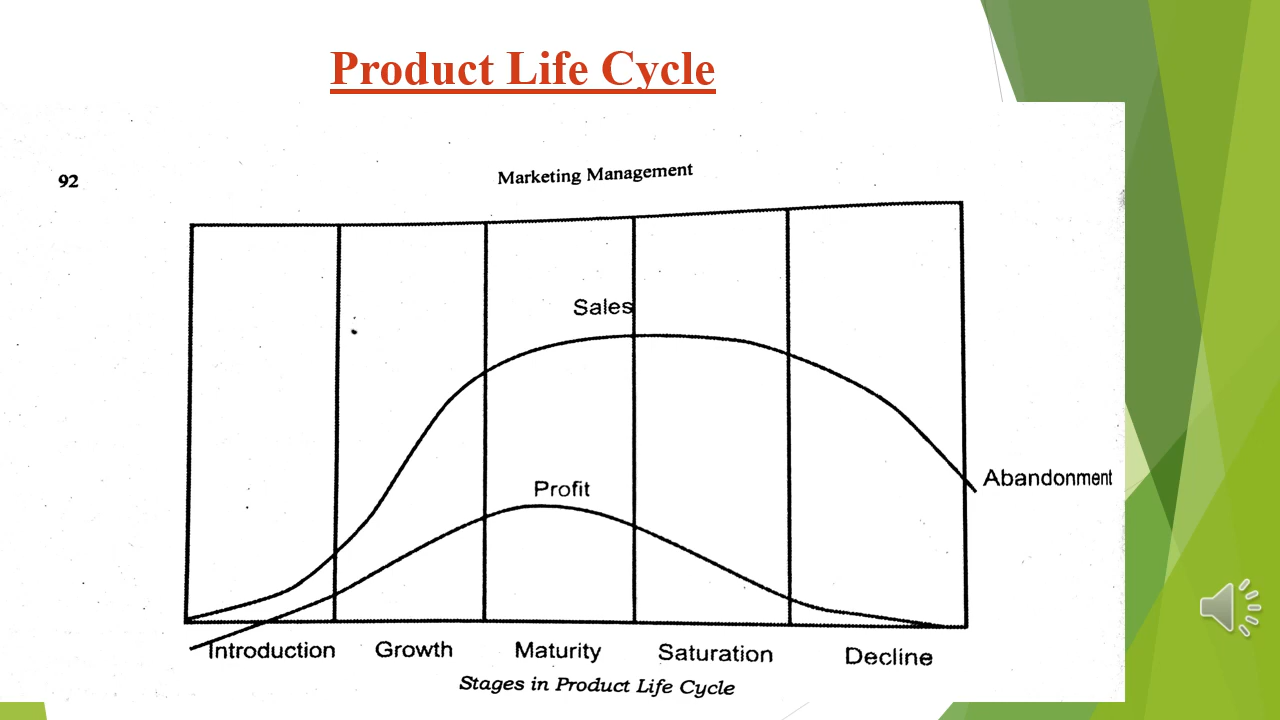 Product Life Cycle
92
Marketing Management
Sales
Profit
Abandonment
Introduction Growth Maturity Saturation Decline
Stages in Product Life Cycle